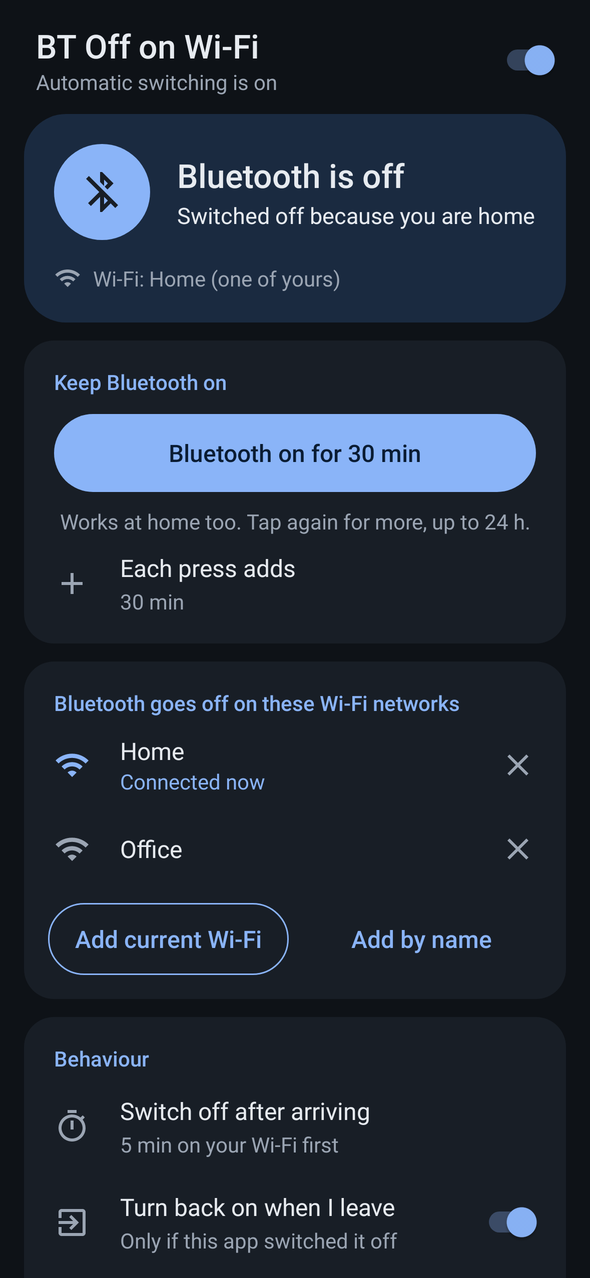 BT Off on Wi-Fi
Automatic switching is on
Bluetooth is off
Switched off because you are home
Wi-Fi: Home (one of yours)
Keep Bluetooth on
Bluetooth on for 30 min
Works at home too. Tap again for more, up to 24 h.
Each press adds
30 min
Bluetooth goes off on these Wi-Fi networks
Home
Connected now
Office
Add current Wi-Fi
Add by name
Behaviour
Switch off after arriving
5 min on your Wi-Fi first
Turn back on when I leave
Only if this app switched it off